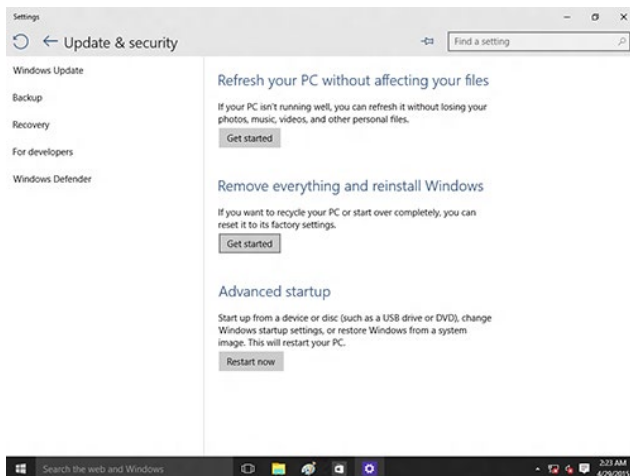 Settings
Update & security
Find a setting
Windows Update
Backup
Recovery
For developers
Windows Defender
Refresh your PC without affecting your files
If your PC isn't running well, you can refresh it without losing your
photos, music, videos, and other personal files.
Get started
Remove everything and reinstall Windows
If you want to recycle your PC or start over completely, you can
reset it to its factory settings.
Get started
Advanced startup
Start up from a device or disc (such as a USB drive or DVD), change
Windows startup settings, or restore Windows from a system
image. This will restart your PC.
Restart now
Search the web and Windows
2:23 AM
4/29/2015